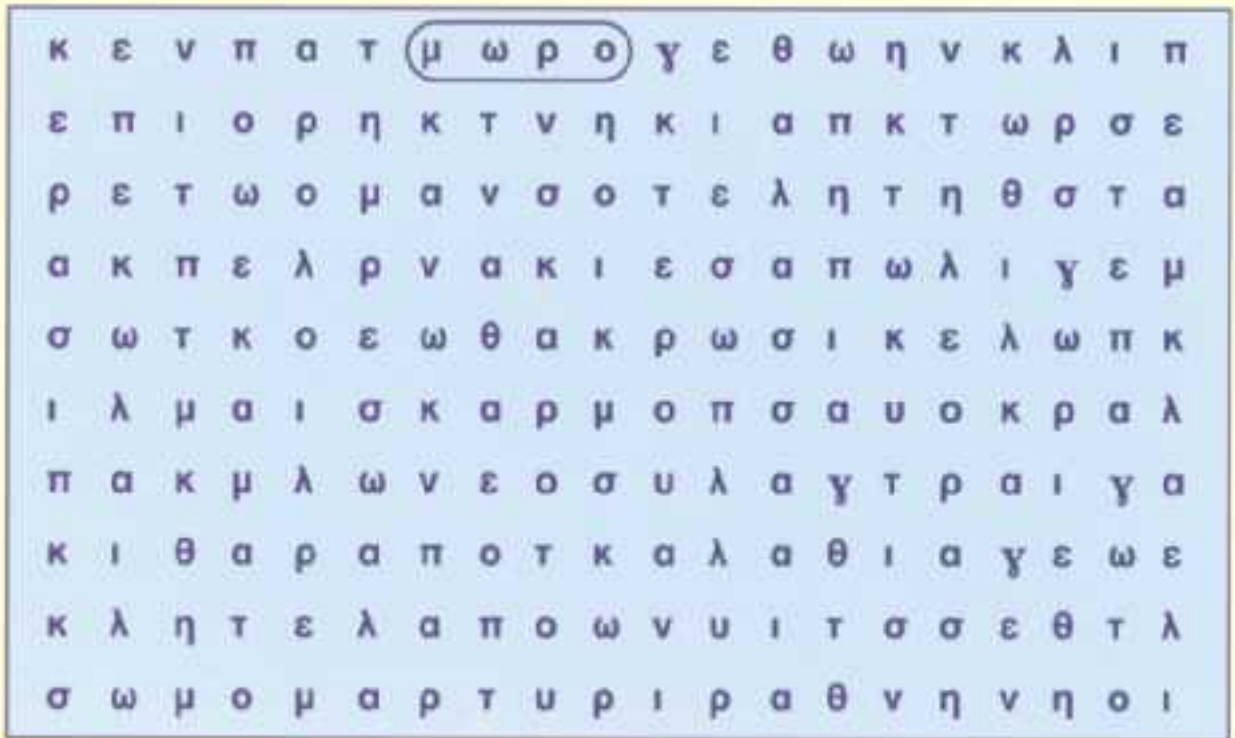 κ ε ν π α τ μ ω ρ ο γ ε θ ω η ν κ λ ι π
ε π ι ο ρ η κ τ ν η κ ι α π κ τ ω ρ σ ε
ρ ε τ ω ο μ α ν σ ο τ ε λ η τ η θ σ τ α
α κ π ε λ ρ ν α κ ι ε σ α π ω λ ι γ ε μ
σ ω τ κ ο ε ω θ α κ ρ ω σ ι κ ε λ ω π κ
ι λ μ α ι σ κ α ρ μ ο π σ α υ ο κ ρ α λ
π α κ μ λ ω ν ε ο σ υ λ α γ τ ρ α ι γ α
κ ι θ α ρ α π ο τ κ α λ α θ ι α γ ε ω ε
κ λ η τ ε λ α π ο ω ν υ ι τ σ σ ε θ τ λ
σ ω μ ο μ α ρ τ υ ρ ι ρ α θ ν η ν η ο ι